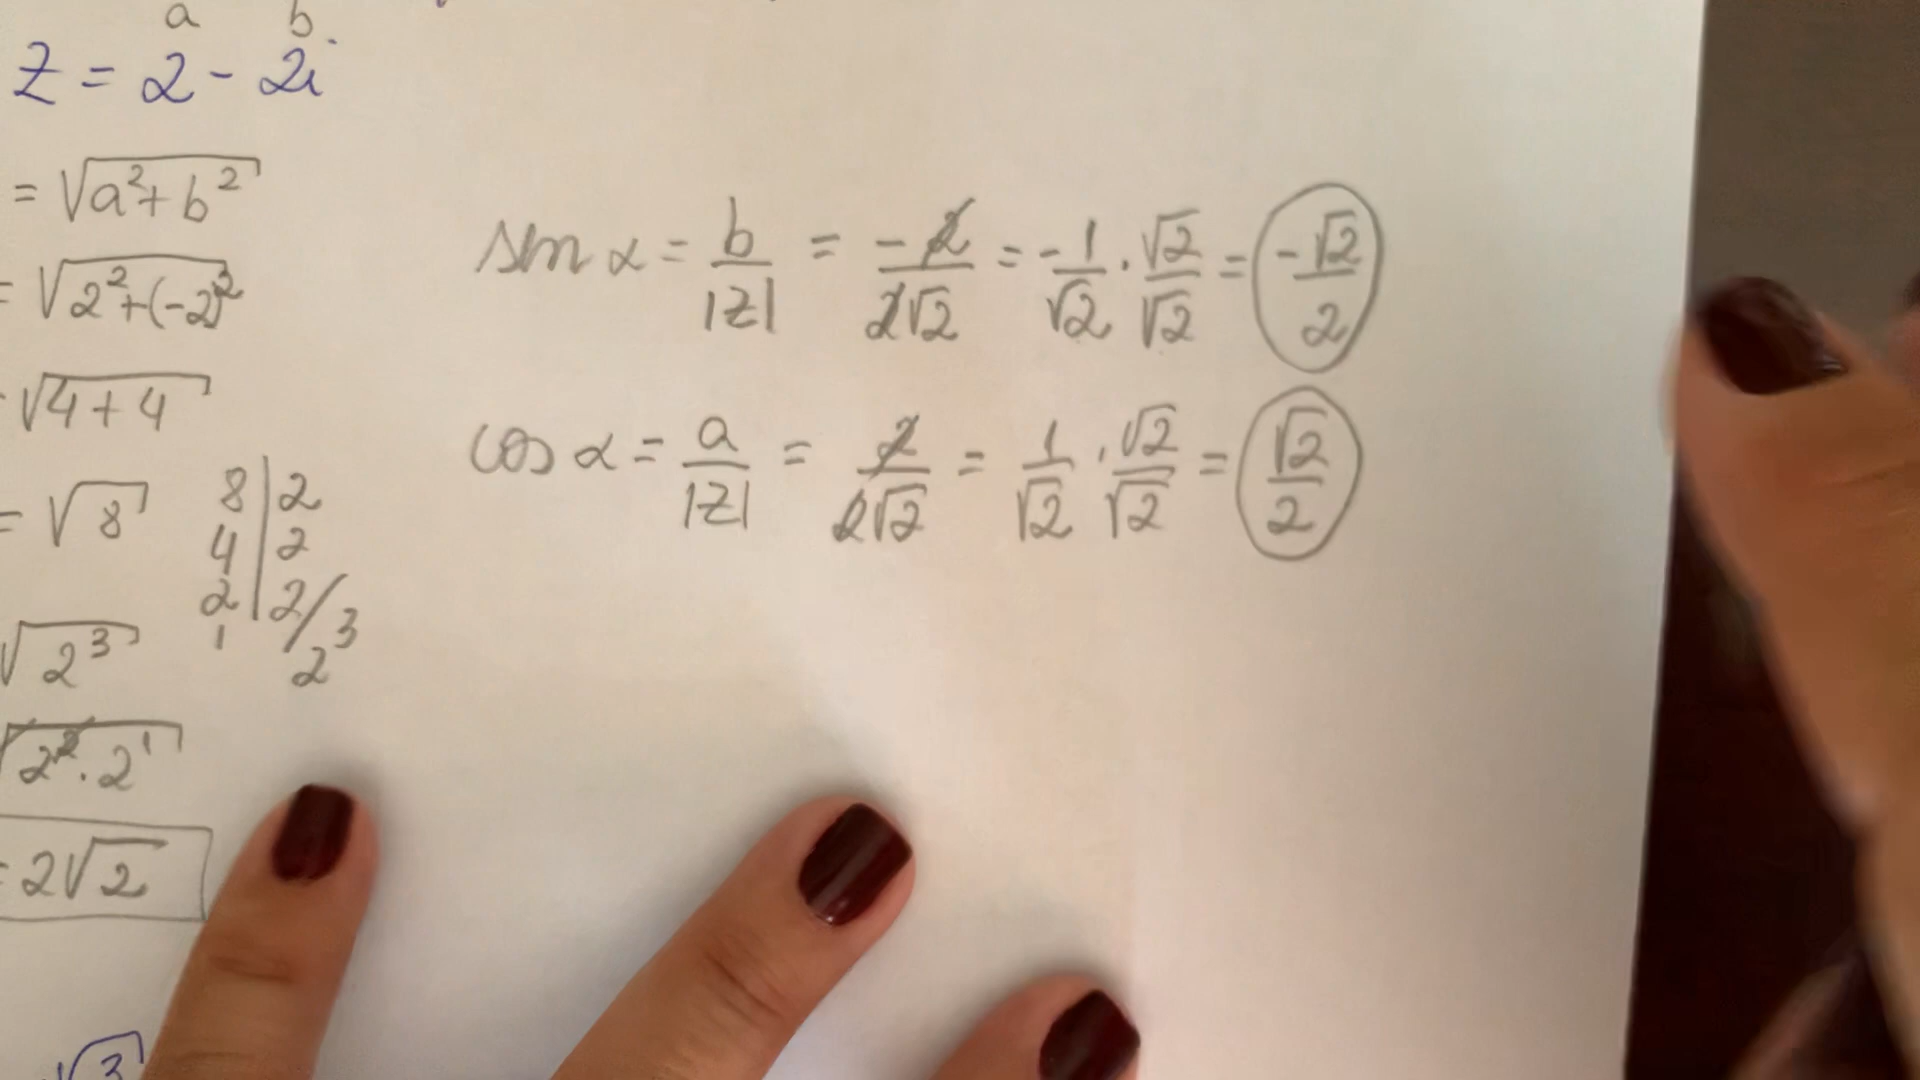 a b
Z = 2 - 2i
= √a²+b²
= √2²+(-2)²
√4+4
= √8
8 | 2
4 | 2
2 | 2
1 / 2³
√2³
√2².2¹
= 2√2
sen α = b/|Z| = -2/2√2 = -1/√2 . √2/√2 = -√2/2
cos α = a/|Z| = 2/2√2 = 1/√2 . √2/√2 = √2/2
√3